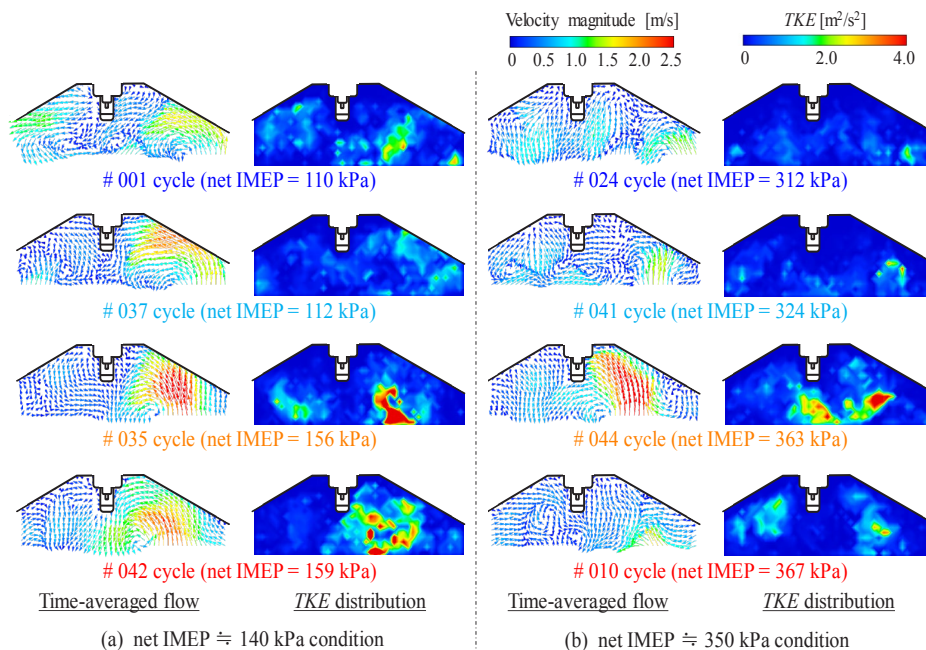 Velocity magnitude [m/s]
0 1.0 1.5 2.0 2.5
TKE [m²/s²]
0 2.0 4.0
# 001 cycle (net IMEP = 110 kPa)
# 024 cycle (net IMEP = 312 kPa)
# 037 cycle (net IMEP = 112 kPa)
# 041 cycle (net IMEP = 324 kPa)
# 035 cycle (net IMEP = 156 kPa)
# 044 cycle (net IMEP = 363 kPa)
# 042 cycle (net IMEP = 159 kPa)
# 010 cycle (net IMEP = 367 kPa)
Time-averaged flow
TKE distribution
Time-averaged flow
TKE distribution
(a) net IMEP ≒ 140 kPa condition
(b) net IMEP ≒ 350 kPa condition